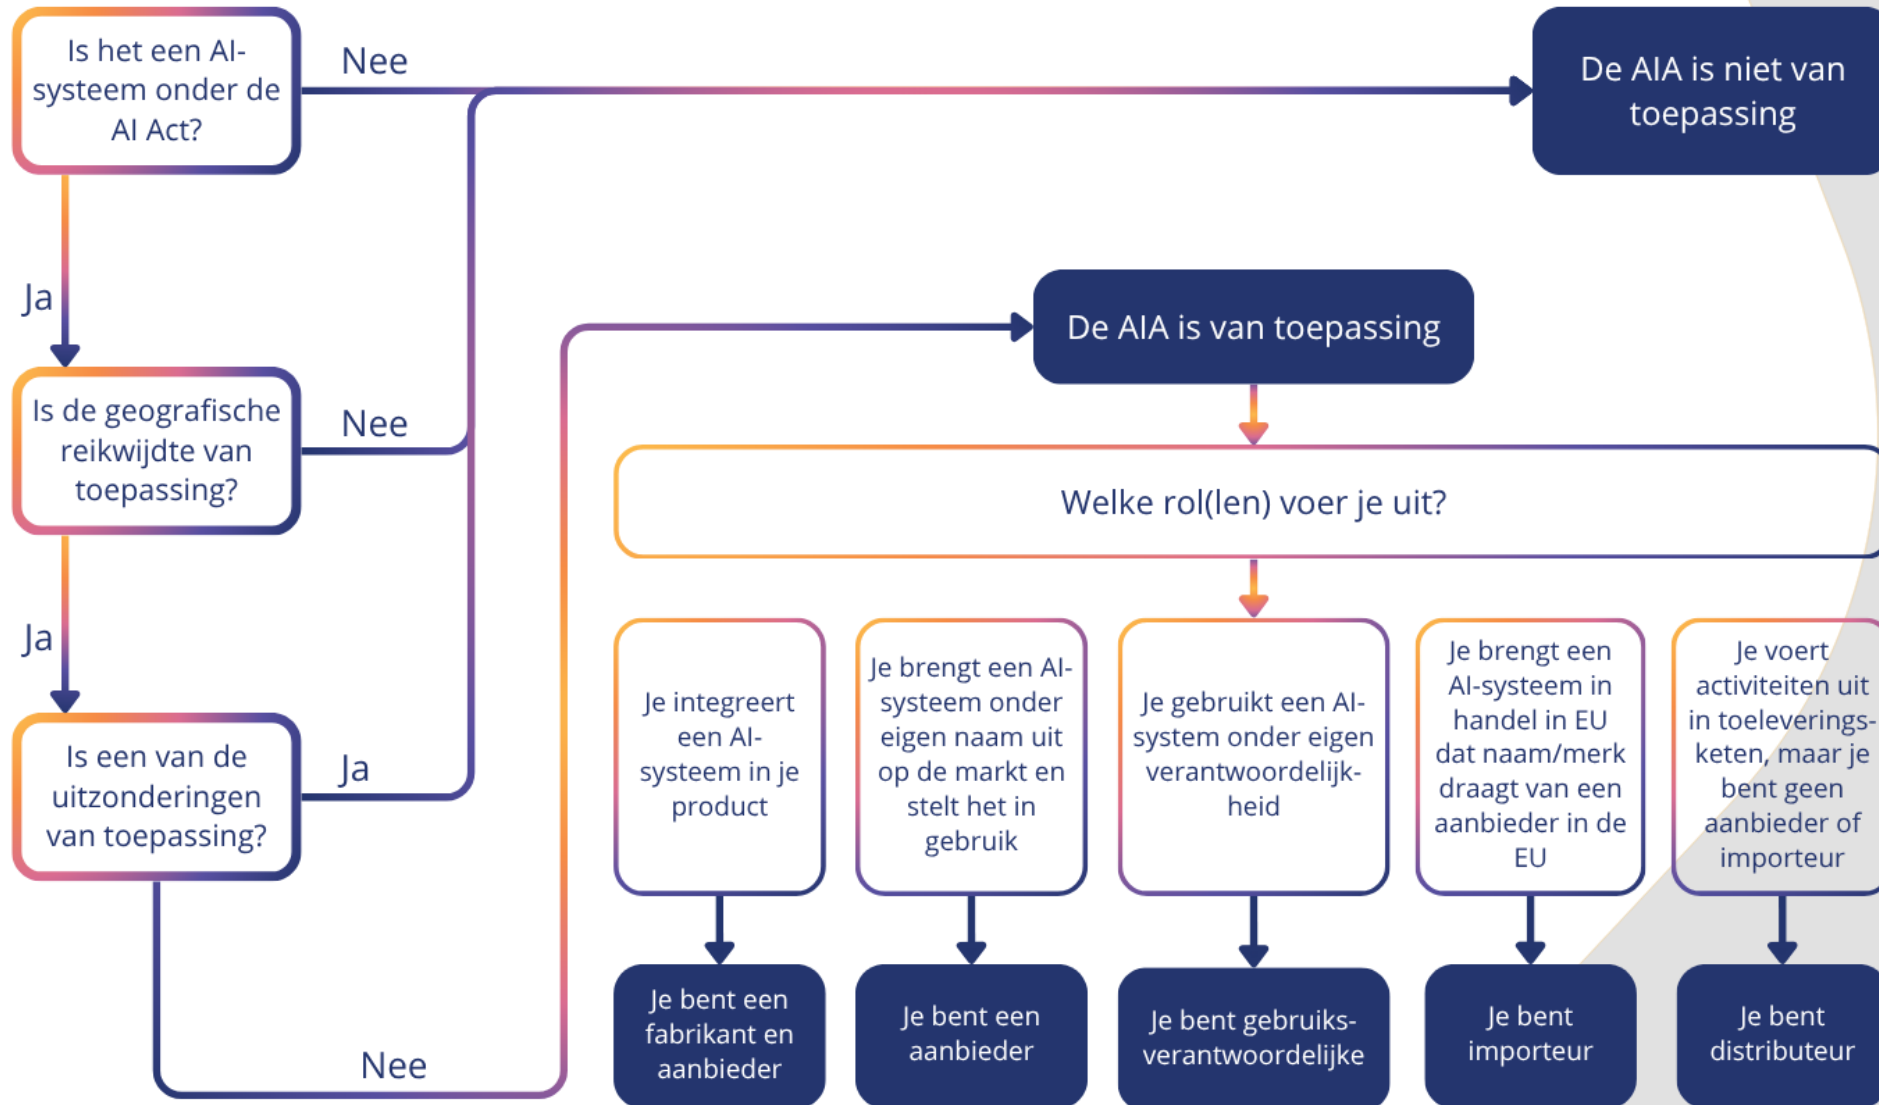 Is het een AI-
systeem onder de
AI Act?
Nee
De AIA is niet van
toepassing
Ja
De AIA is van toepassing
Is de geografische
reikwijdte van
toepassing?
Nee
Welke rol(len) voer je uit?
Ja
Is een van de
uitzonderingen
van toepassing?
Ja
Nee
Je integreert
een AI-
systeem in je
product
Je brengt een AI-
systeem onder
eigen naam uit
op de markt en
stelt het in
gebruik
Je gebruikt een AI-
system onder eigen
verantwoordelijk-
heid
Je brengt een
AI-systeem in
handel in EU
dat naam/merk
draagt van een
aanbieder in de
EU
Je voert
activiteiten uit
in toeleverings-
keten, maar je
bent geen
aanbieder of
importeur
Je bent een
fabrikant en
aanbieder
Je bent een
aanbieder
Je bent gebruiks-
verantwoordelijke
Je bent
importeur
Je bent
distributeur